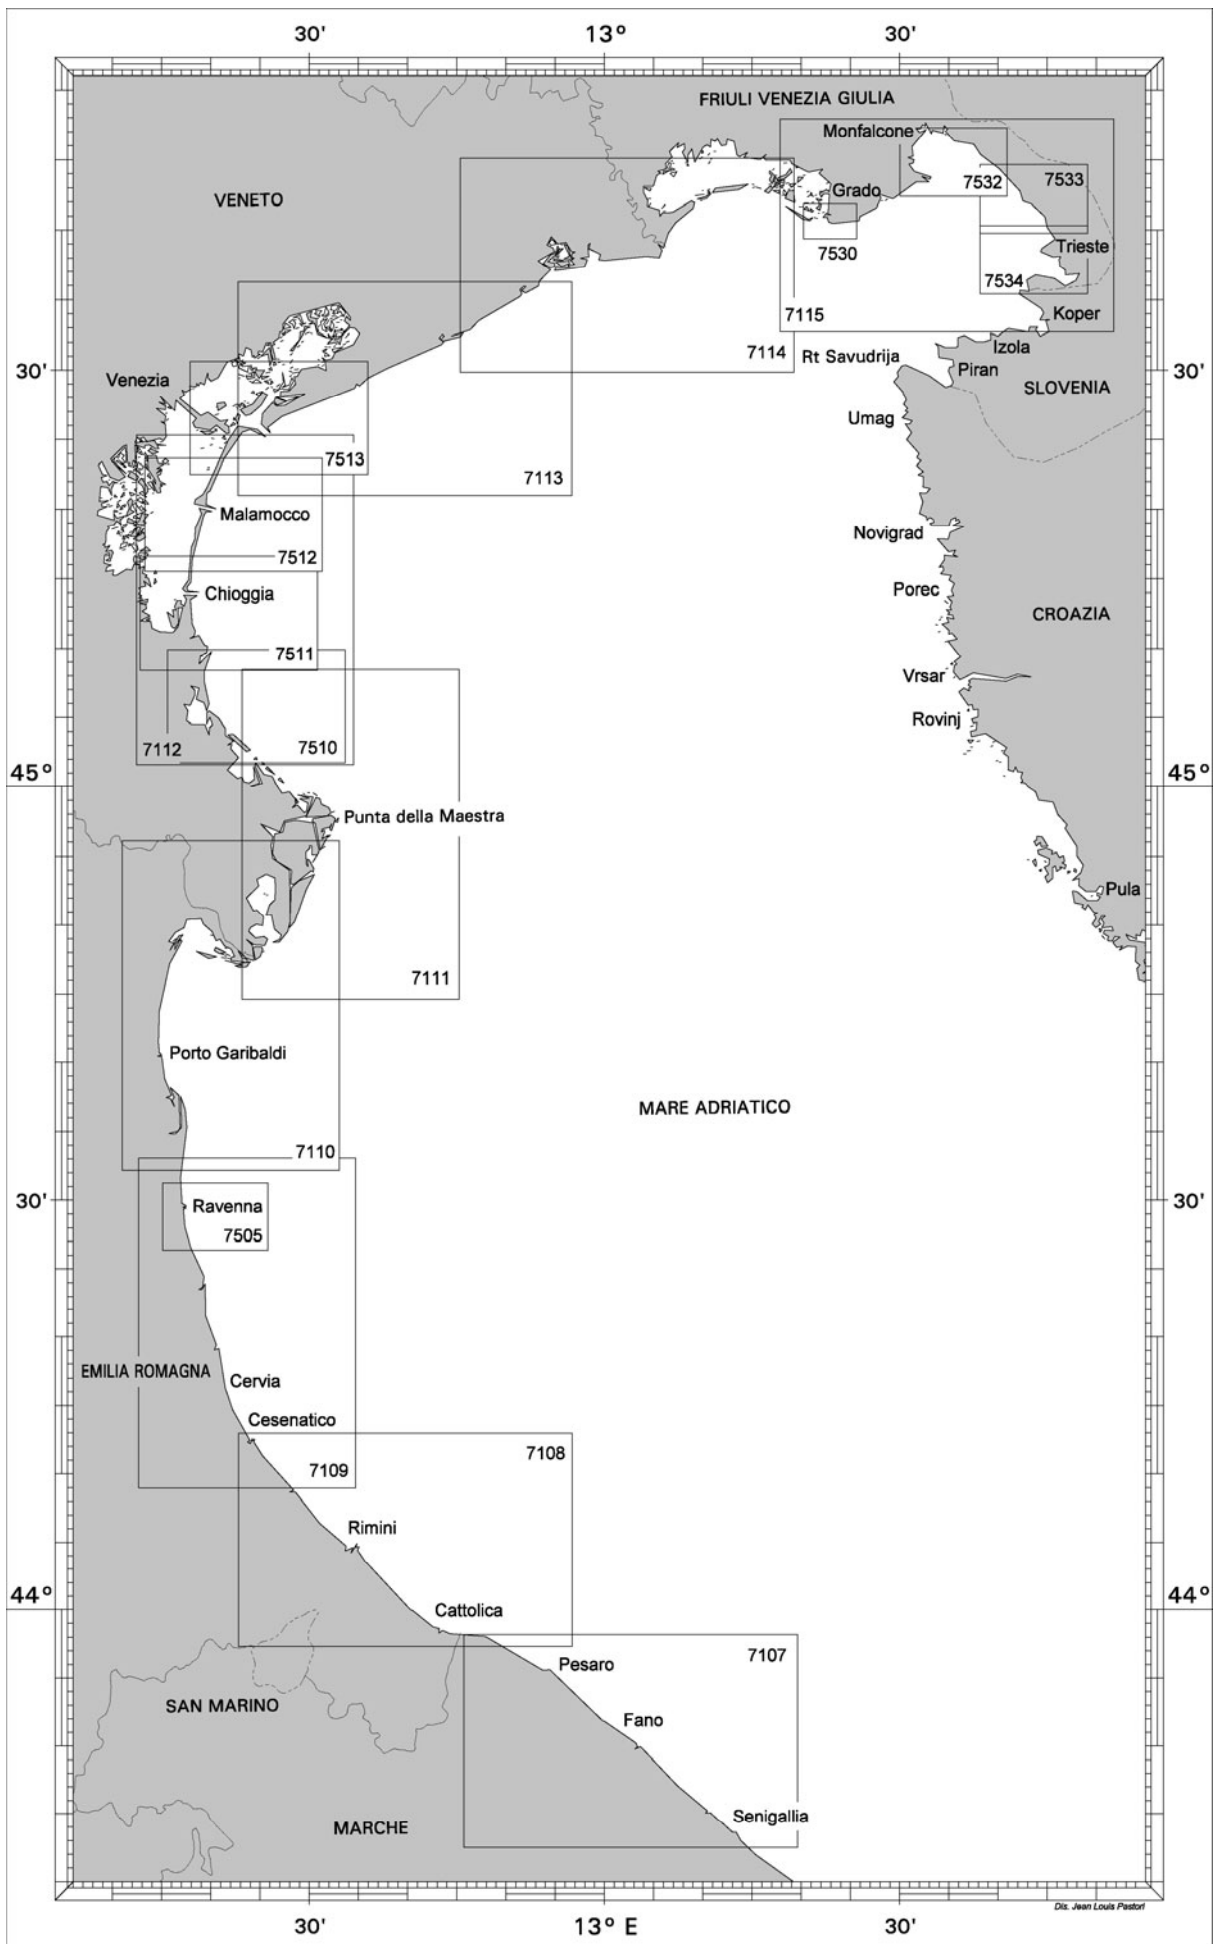 30'
13°
30'
FRIULI VENEZIA GIULIA
Monfalcone
7532
7533
VENETO
Grado
7530
Trieste
7534
7115
Koper
7114
Izola
Rt Savudrija
30'
30'
Piran
Venezia
SLOVENIA
Umag
7513
7113
Malamocco
Novigrad
7512
Chioggia
Porec
CROAZIA
7511
Vrsar
Rovinj
7112
7510
45°
45°
Punta della Maestra
Pula
7111
Porto Garibaldi
MARE ADRIATICO
7110
30'
30'
Ravenna
7505
EMILIA ROMAGNA
Cervia
Cesenatico
7108
7109
Rimini
44°
44°
Cattolica
7107
Pesaro
SAN MARINO
Fano
Senigallia
MARCHE
Dis. Jean Louis Pastori
30'
13° E
30'